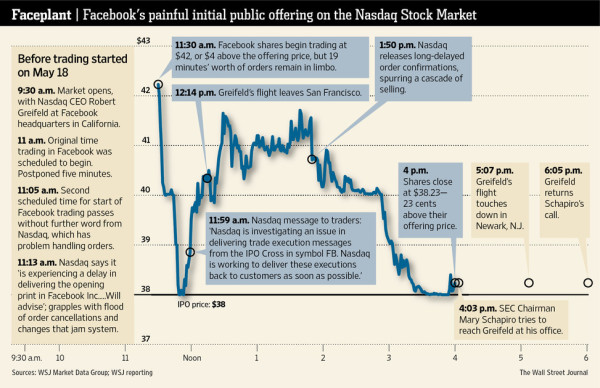 Faceplant | Facebook's painful initial public offering on the Nasdaq Stock Market
Before trading started
on May 18
9:30 a.m. Market opens,
with Nasdaq CEO Robert
Greifeld at Facebook
headquarters in California.
11 a.m. Original time
trading in Facebook was
scheduled to begin.
Postponed five minutes.
11:05 a.m. Second
scheduled time for start of
Facebook trading passes
without further word from
Nasdaq, which has
problem handling orders.
11:13 a.m. Nasdaq says it
'is experiencing a delay in
delivering the opening
print in Facebook Inc....Will
advise'; grapples with flood
of order cancellations and
changes that jam system.
$43
42
41
40
39
38
37
11:30 a.m. Facebook shares begin trading at
$42, or $4 above the offering price, but 19
minutes' worth of orders remain in limbo.
12:14 p.m. Greifeld's flight leaves San Francisco.
1:50 p.m. Nasdaq
releases long-delayed
order confirmations,
spurring a cascade of
selling.
11:59 a.m. Nasdaq message to traders:
'Nasdaq is investigating an issue in
delivering trade execution messages
from the IPO Cross in symbol FB. Nasdaq
is working to deliver these executions
back to customers as soon as possible.'
4 p.m.
Shares close
at $38.23—
23 cents
above their
offering price.
5:07 p.m.
Greifeld's
flight
touches
down in
Newark, N.J.
6:05 p.m.
Greifeld
returns
Schapiro's
call.
IPO price: $38
4:03 p.m. SEC Chairman
Mary Schapiro tries to
reach Greifeld at his office.
9:30 a.m. 10 11 Noon 1 2 3 4 5 6
Sources: WSJ Market Data Group; WSJ reporting
The Wall Street Journal